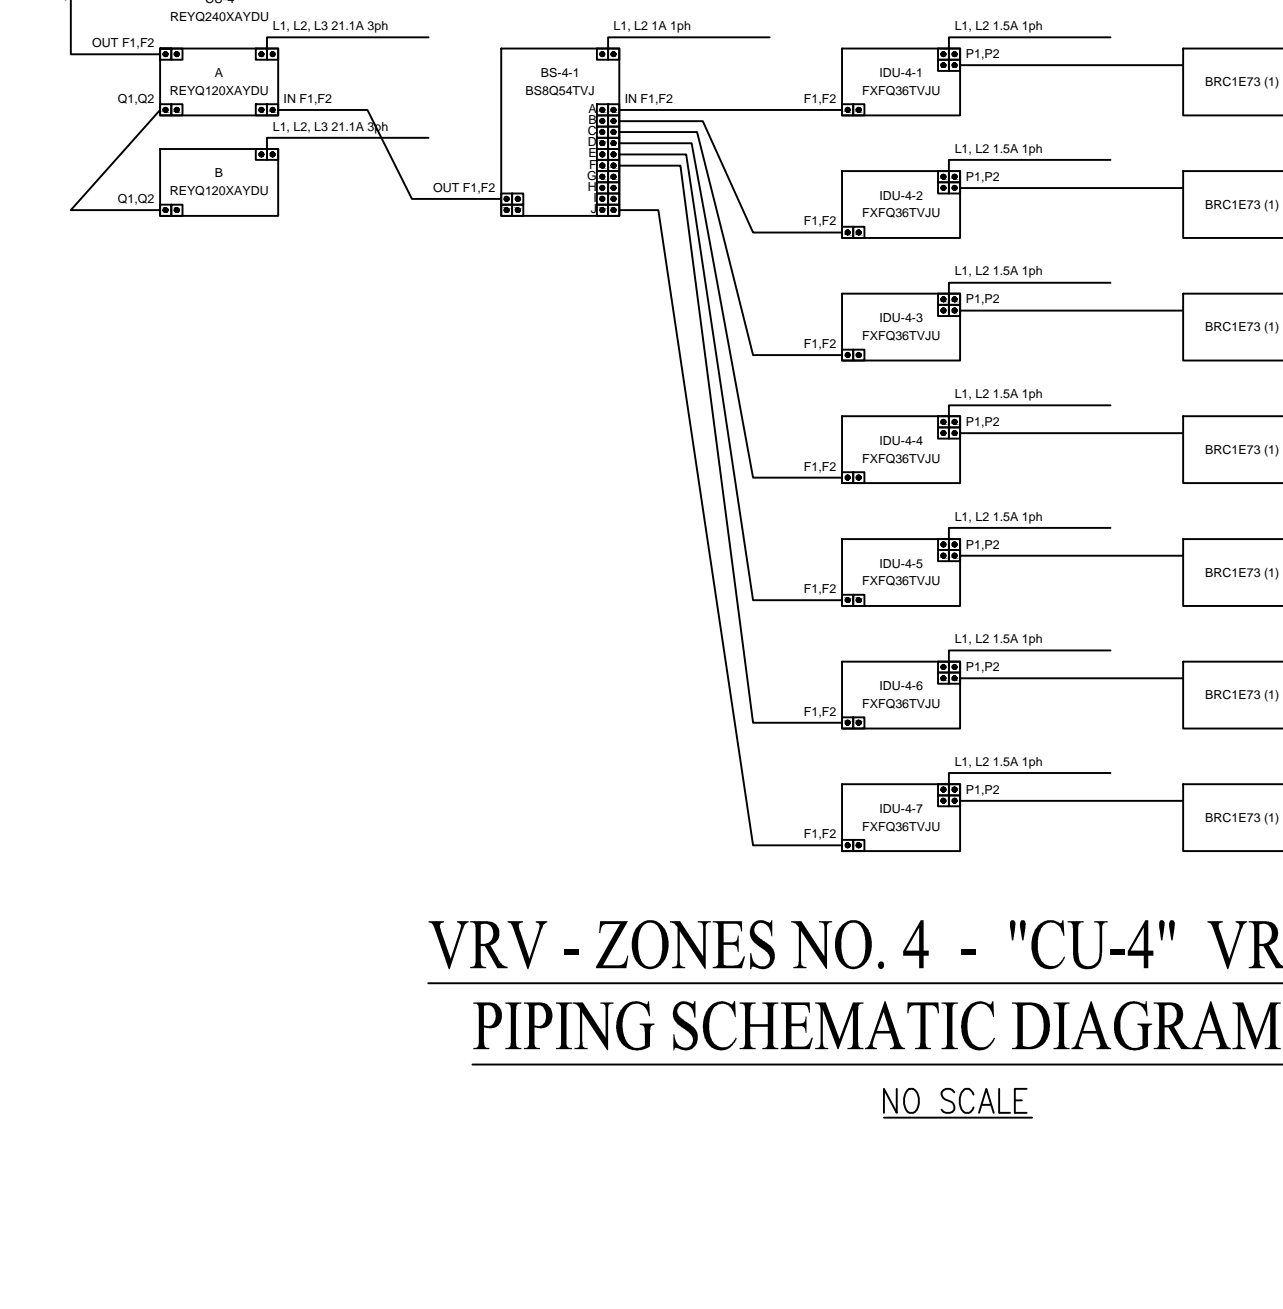 REYQ240XAYDU
L1, L2, L3 21.1A 3ph
OUT F1,F2
A
REYQ120XAYDU
Q1,Q2
IN F1,F2
L1, L2, L3 21.1A 3ph
B
REYQ120XAYDU
Q1,Q2
L1, L2 1A 1ph
BS-4-1
BS8Q54TVJ
IN F1,F2
A
B
C
D
E
F
G
H
I
J
OUT F1,F2
L1, L2 1.5A 1ph
P1,P2
IDU-4-1
FXFQ36TVJU
F1,F2
BRC1E73 (1)
L1, L2 1.5A 1ph
P1,P2
IDU-4-2
FXFQ36TVJU
F1,F2
BRC1E73 (1)
L1, L2 1.5A 1ph
P1,P2
IDU-4-3
FXFQ36TVJU
F1,F2
BRC1E73 (1)
L1, L2 1.5A 1ph
P1,P2
IDU-4-4
FXFQ36TVJU
F1,F2
BRC1E73 (1)
L1, L2 1.5A 1ph
P1,P2
IDU-4-5
FXFQ36TVJU
F1,F2
BRC1E73 (1)
L1, L2 1.5A 1ph
P1,P2
IDU-4-6
FXFQ36TVJU
F1,F2
BRC1E73 (1)
L1, L2 1.5A 1ph
P1,P2
IDU-4-7
FXFQ36TVJU
F1,F2
BRC1E73 (1)
VRV - ZONES NO. 4 - "CU-4" VR
PIPING SCHEMATIC DIAGRAM
NO SCALE